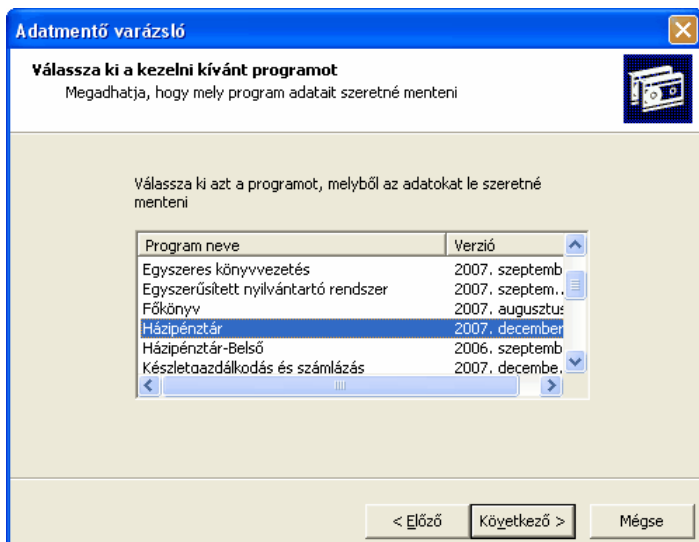 Adatmentő varázsló
Válassza ki a kezelni kívánt programot
Megadhatja, hogy mely program adatait szeretné menteni
Válassza ki azt a programot, melyből az adatokat le szeretné
menteni
Program neve Verzió
Egyszeres könyvvezetés 2007. szeptemb
Egyszerűsített nyilvántartó rendszer 2007. szeptem..
Főkönyv 2007. augusztus
Házipénztár 2007. december
Házipénztár-Belső 2006. szeptemb
Készletgazdálkodás és számlázás 2007. decembe.
< Előző Következő > Mégse